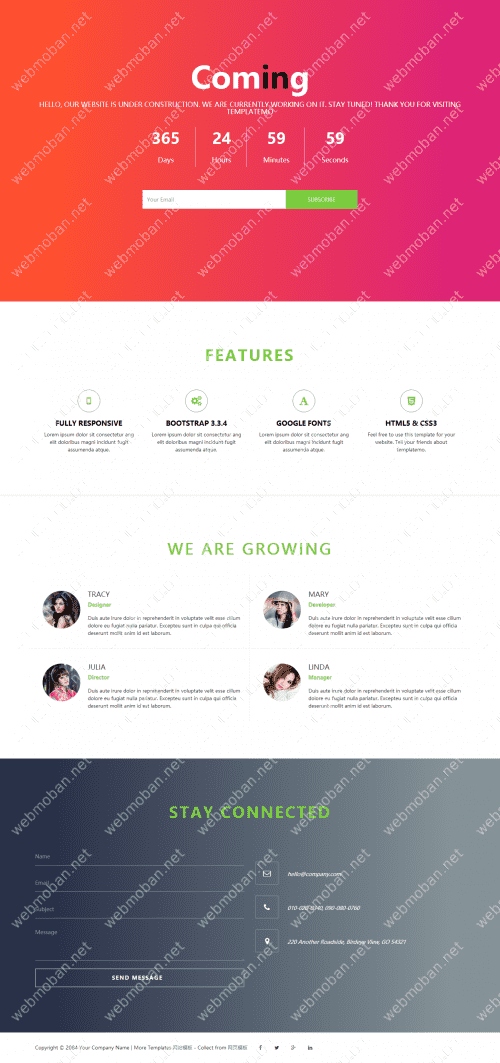 Coming
HELLO, OUR WEBSITE IS UNDER CONSTRUCTION. WE ARE CURRENTLY WORKING ON IT. STAY TUNED! THANK YOU FOR VISITING
TEMPLATEMO
365 24 59 59
Days Hours Minutes Seconds
Your Email SUBSCRIBE
FEATURES
FULLY RESPONSIVE
Lorem ipsum dolor sit consectetur ang
elit doloribus magni incidunt fugit
assumenda atque.
BOOTSTRAP 3.3.4
Lorem ipsum dolor sit consectetur ang
elit doloribus magni incidunt fugit
assumenda atque.
GOOGLE FONTS
Lorem ipsum dolor sit consectetur ang
elit doloribus magni incidunt fugit
assumenda atque.
HTML5 & CSS3
Feel free to use this template for your
website. Tell your friends about
templatemo.
WE ARE GROWING
TRACY
Designer
Duis aute irure dolor in reprehenderit in voluptate velit esse cillum
dolore eu fugiat nulla pariatur. Excepteu sunt in culpa qui officia
deserunt mollit anim id est laborum.
MARY
Developer
Duis aute irure dolor in reprehenderit in voluptate velit esse cillum
dolore eu fugiat nulla pariatur. Excepteu sunt in culpa qui officia
deserunt mollit anim id est laborum.
JULIA
Director
Duis aute irure dolor in reprehenderit in voluptate velit esse cillum
dolore eu fugiat nulla pariatur. Excepteu sunt in culpa qui officia
deserunt mollit anim id est laborum.
LINDA
Manager
Duis aute irure dolor in reprehenderit in voluptate velit esse cillum
dolore eu fugiat nulla pariatur. Excepteu sunt in culpa qui officia
deserunt mollit anim id est laborum.
STAY CONNECTED
Name
Email
Subject
Message
SEND MESSAGE
hello@company.com
010-020-0340, 090-080-0760
220 Another Roadside, Birdeye View, GO 54321
Copyright © 2084 Your Company Name | More Templates 网站模板 - Collect from 网页模板
webmoban.net